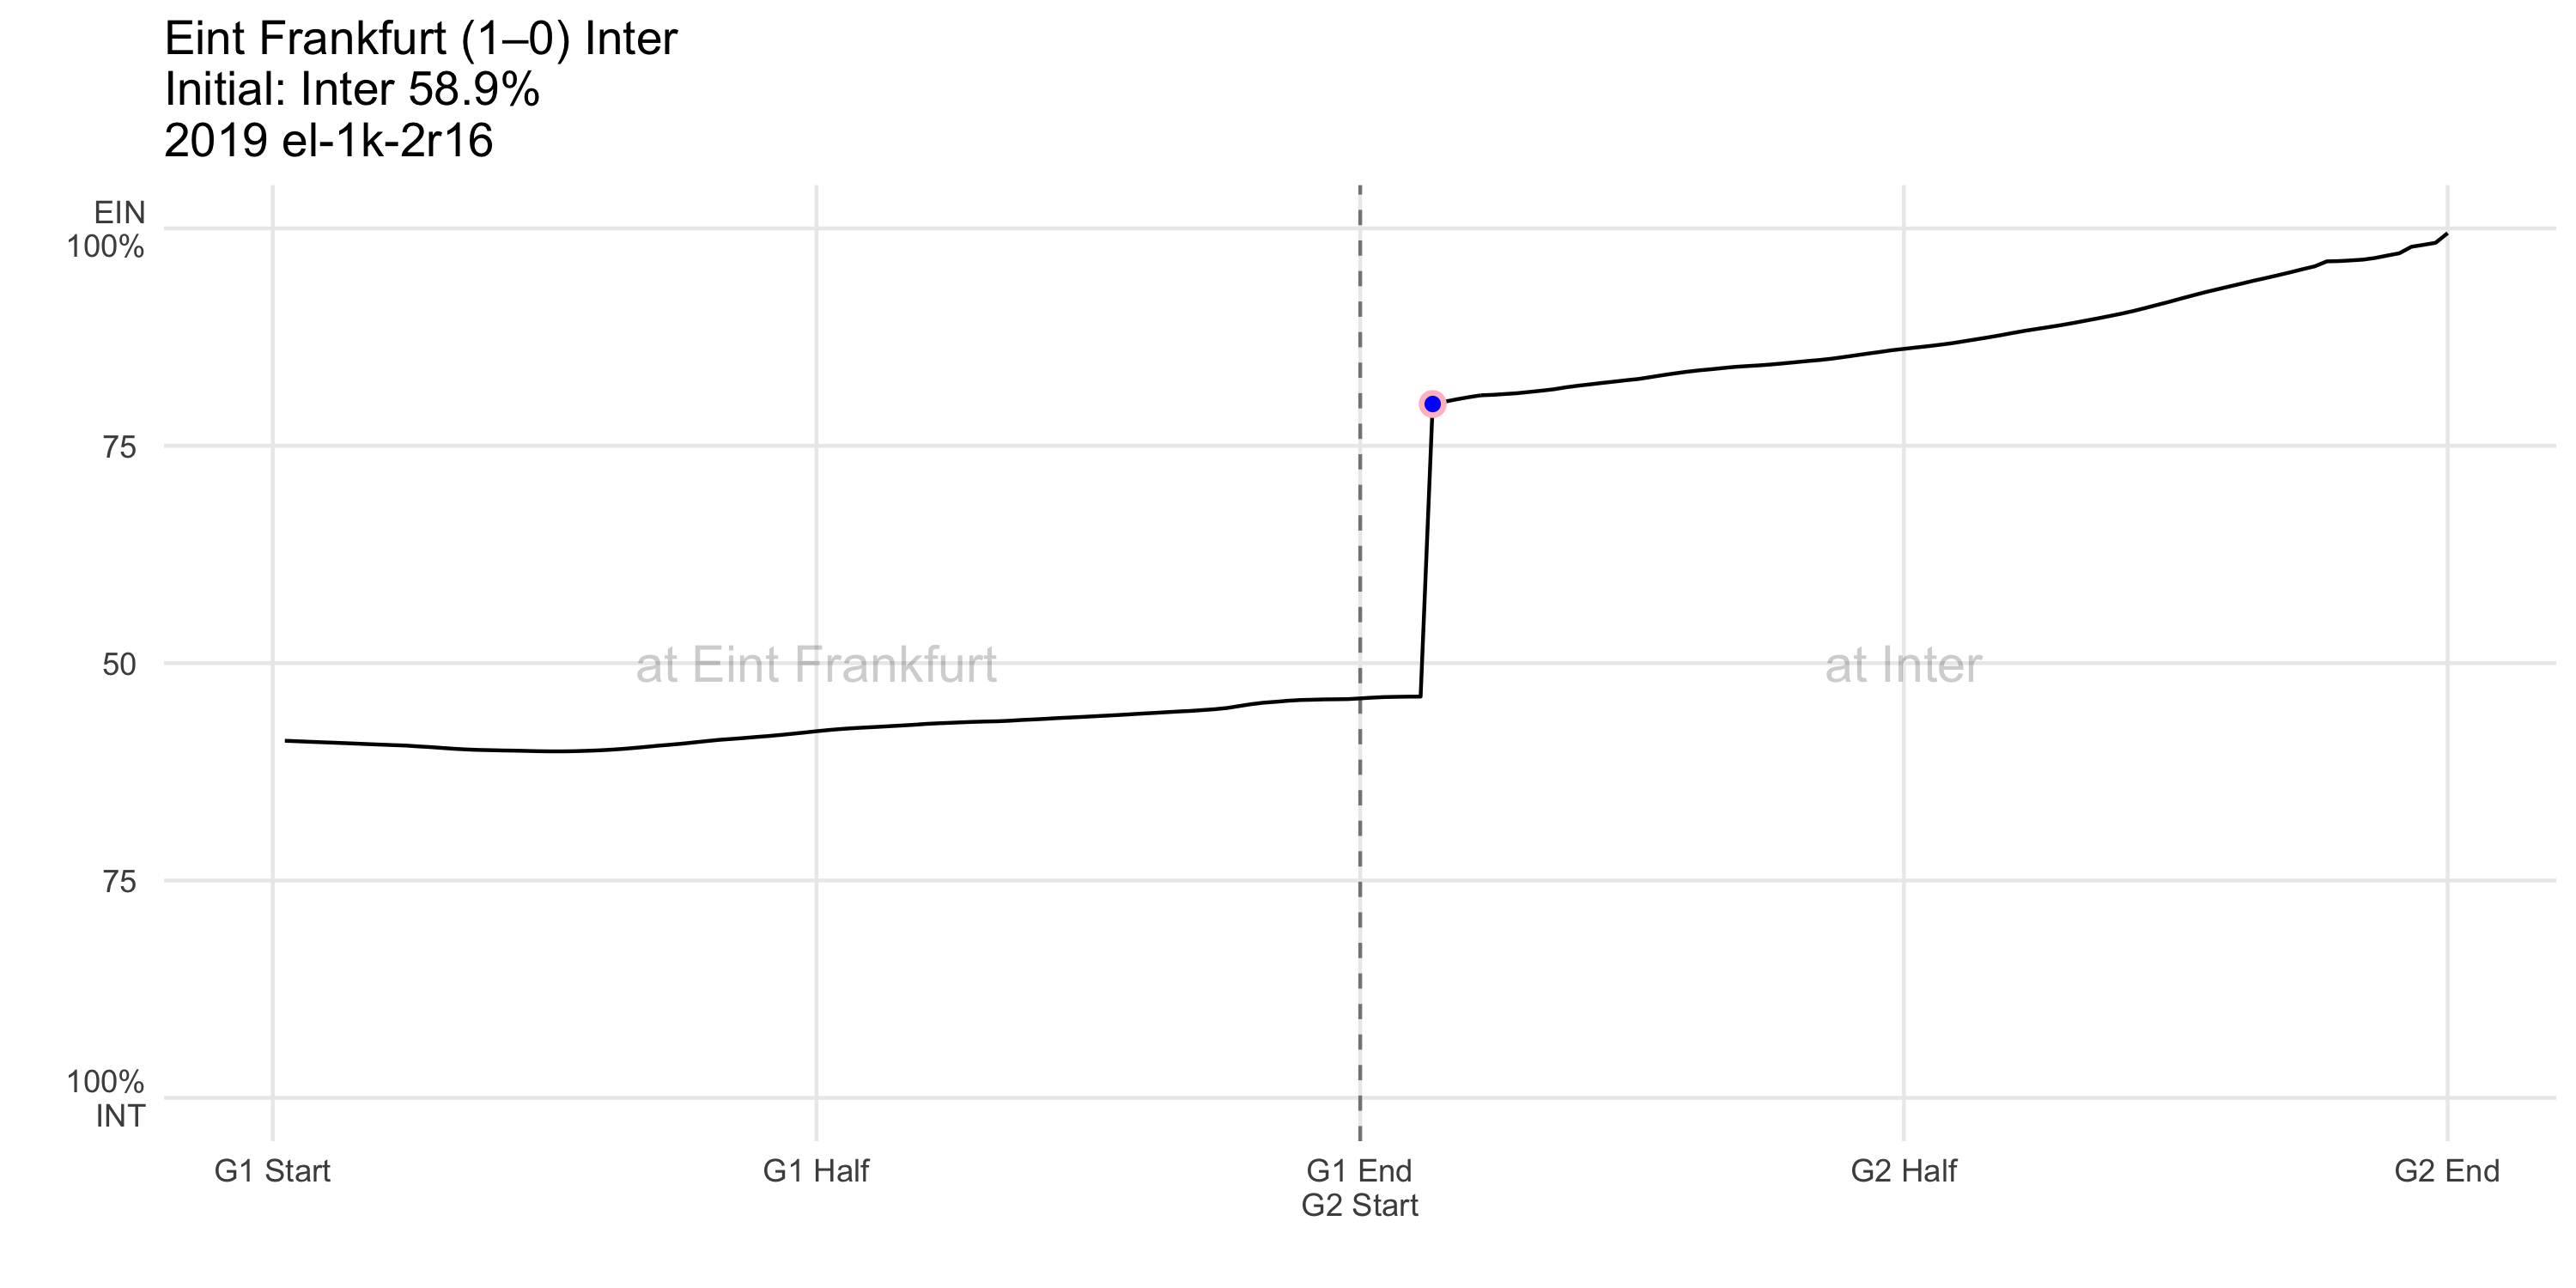 Eint Frankfurt (1–0) Inter
Initial: Inter 58.9%
2019 el-1k-2r16
EIN
100%
75
50
at Eint Frankfurt
at Inter
75
100%
INT
G1 Start
G1 Half
G1 End
G2 Start
G2 Half
G2 End